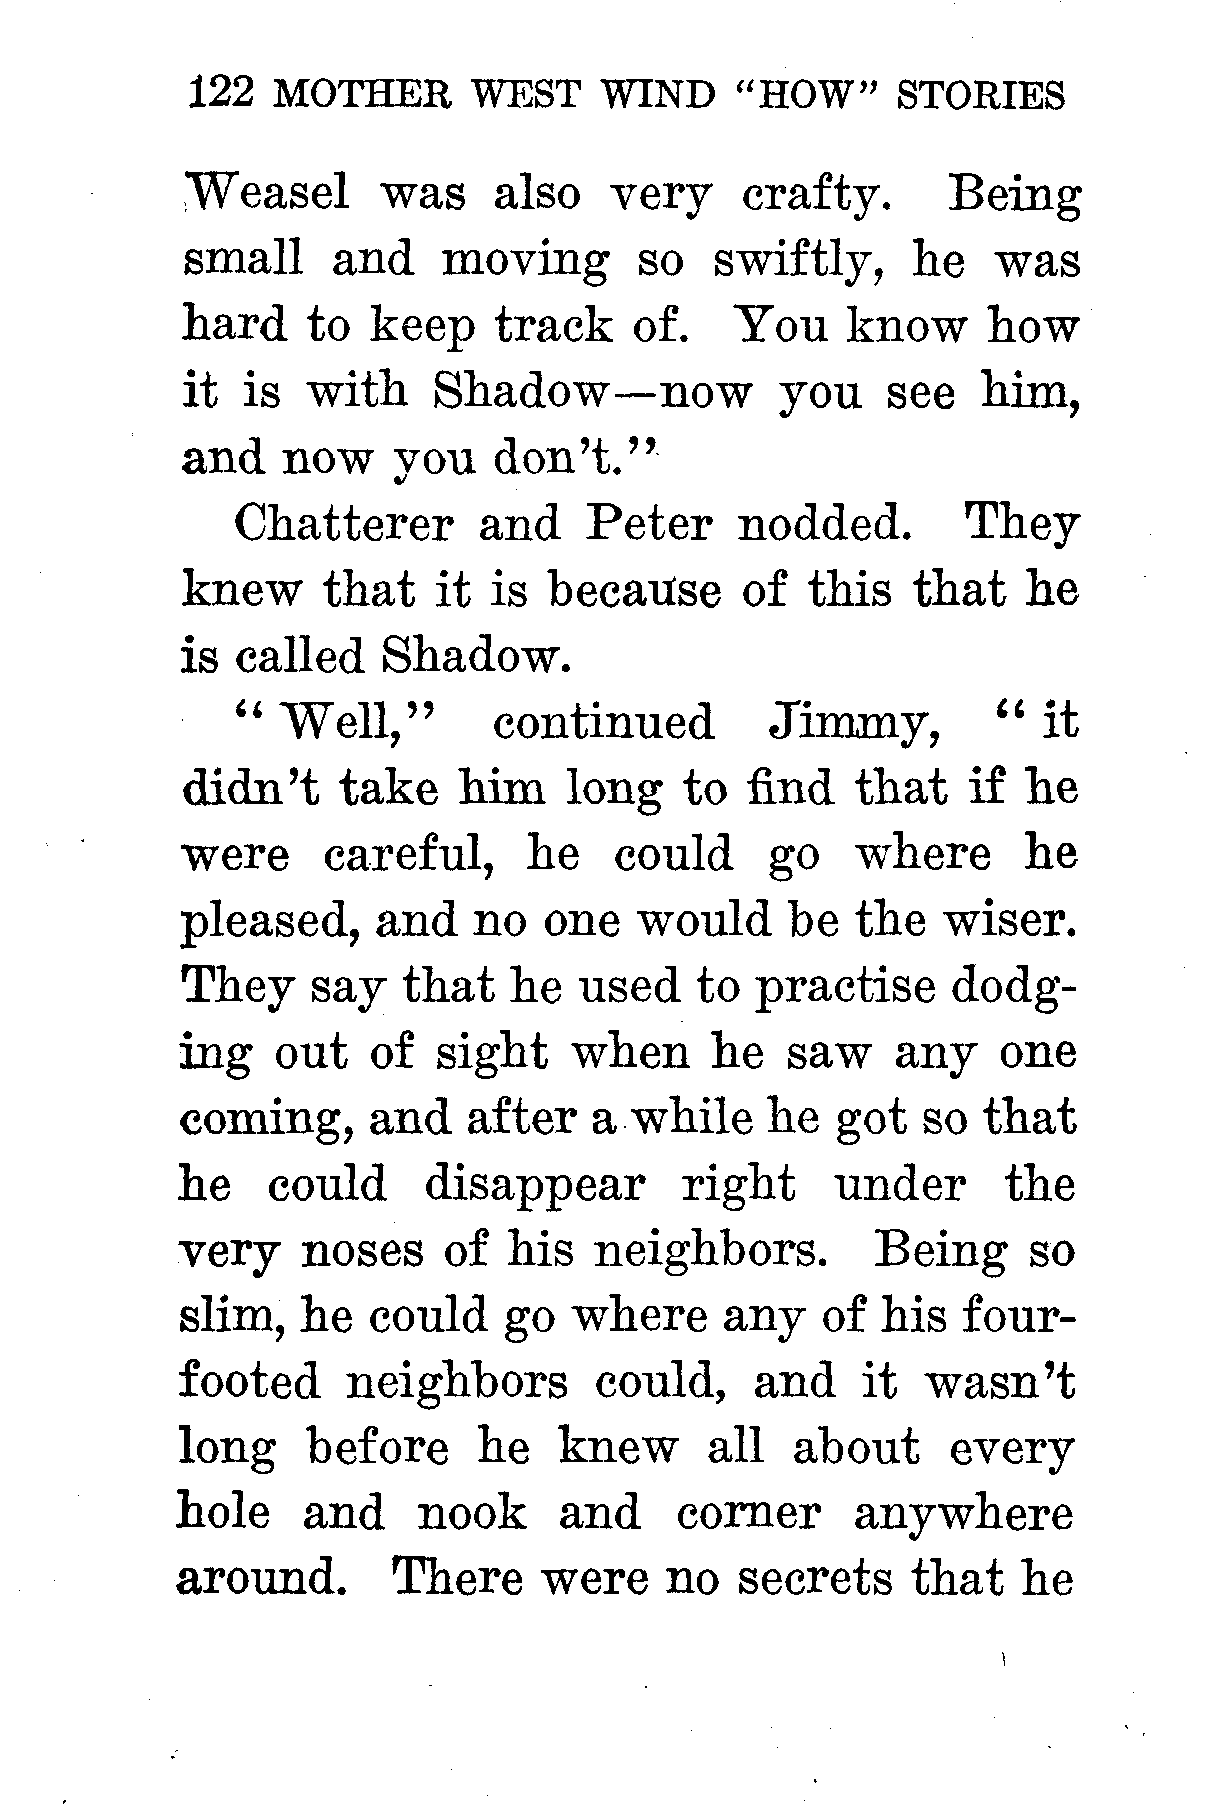 122 MOTHER WEST WIND "HOW" STORIES
Weasel was also very crafty. Being
small and moving so swiftly, he was
hard to keep track of. You know how
it is with Shadow—now you see him,
and now you don't."
Chatterer and Peter nodded. They
knew that it is because of this that he
is called Shadow.
" Well," continued Jimmy, " it
didn't take him long to find that if he
were careful, he could go where he
pleased, and no one would be the wiser.
They say that he used to practise dodg-
ing out of sight when he saw any one
coming, and after a while he got so that
he could disappear right under the
very noses of his neighbors. Being so
slim, he could go where any of his four-
footed neighbors could, and it wasn't
long before he knew all about every
hole and nook and corner anywhere
around. There were no secrets that he